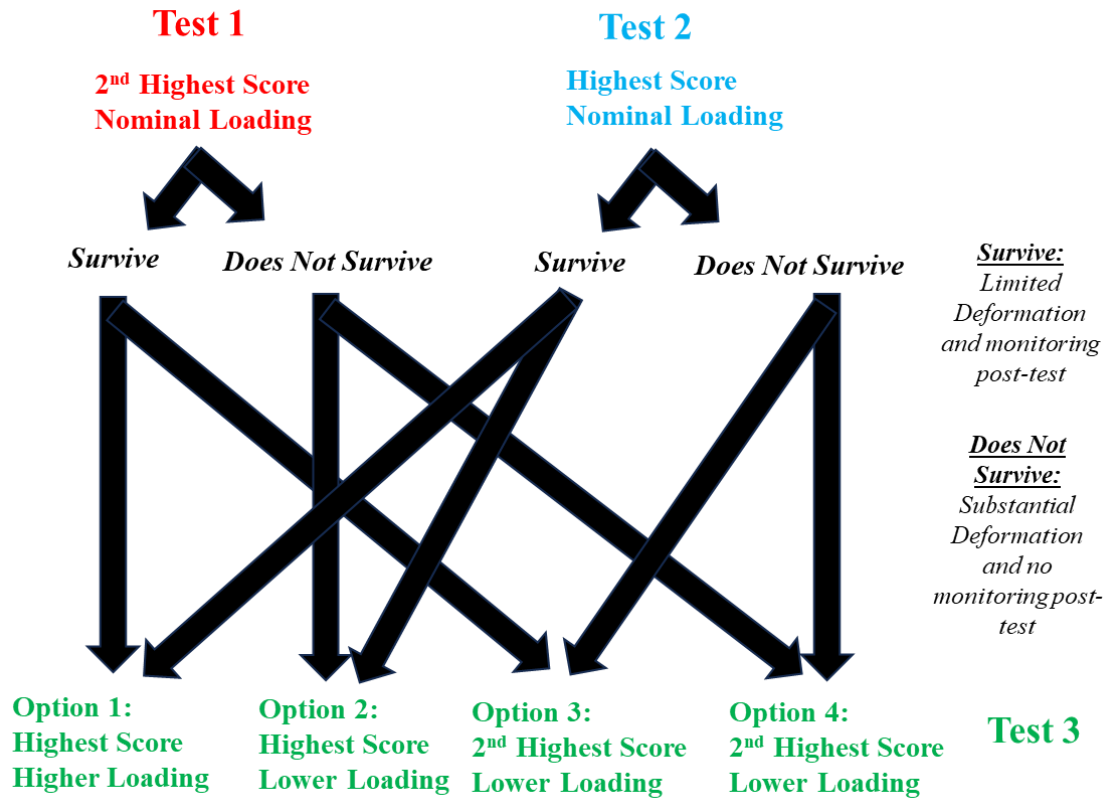 Test 1
2nd Highest Score
Nominal Loading
Test 2
Highest Score
Nominal Loading
Survive
Does Not Survive
Survive
Does Not Survive
Survive:
Limited
Deformation
and monitoring
post-test
Does Not
Survive:
Substantial
Deformation
and no
monitoring post-
test
Option 1:
Highest Score
Higher Loading
Option 2:
Highest Score
Lower Loading
Option 3:
2nd Highest Score
Lower Loading
Option 4:
2nd Highest Score
Lower Loading
Test 3